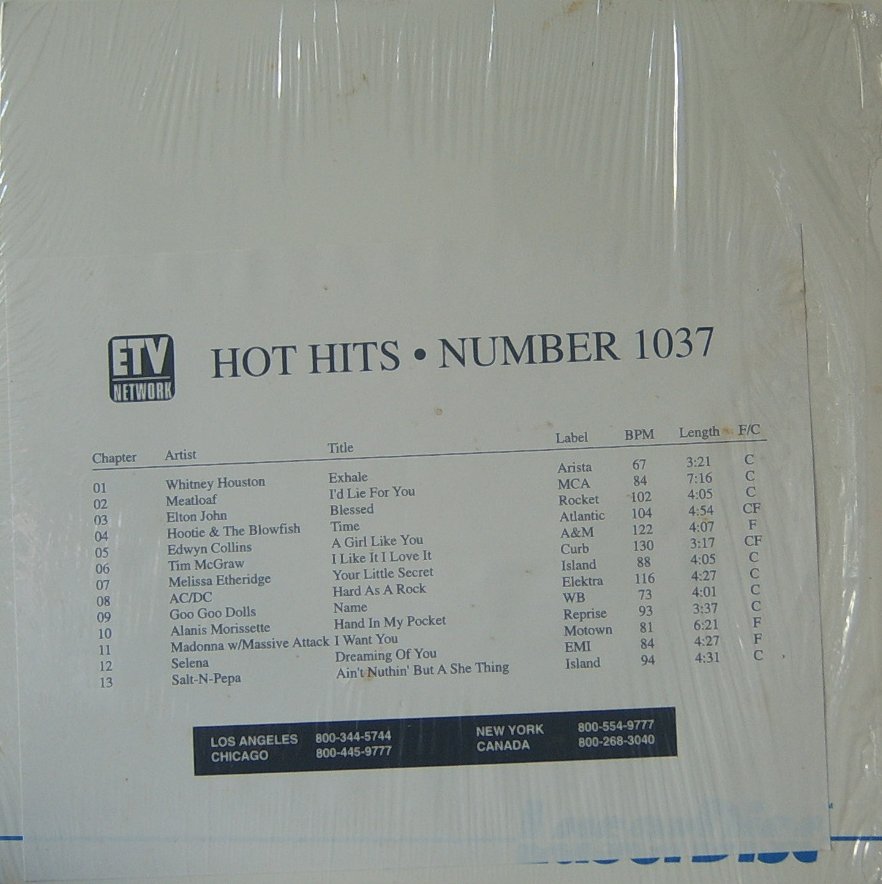 ETV
NETWORK
HOT HITS • NUMBER 1037
Chapter Artist Title Label BPM Length F/C
01 Whitney Houston Exhale Arista 67 3:21 C
02 Meatloaf I'd Lie For You MCA 84 7:16 C
03 Elton John Blessed Rocket 102 4:05 C
04 Hootie & The Blowfish Time Atlantic 104 4:54 CF
05 Edwyn Collins A Girl Like You A&M 122 4:07 F
06 Tim McGraw I Like It I Love It Curb 130 3:17 CF
07 Melissa Etheridge Your Little Secret Island 88 4:05 C
08 AC/DC Hard As A Rock Elektra 116 4:27 C
09 Goo Goo Dolls Name WB 73 4:01 C
10 Alanis Morissette Hand In My Pocket Reprise 93 3:37 C
11 Madonna w/Massive Attack I Want You Motown 81 6:21 F
12 Selena Dreaming Of You EMI 84 4:27 F
13 Salt-N-Pepa Ain't Nuthin' But A She Thing Island 94 4:31 C
LOS ANGELES 800-344-5744 NEW YORK 800-554-9777
CHICAGO 800-445-9777 CANADA 800-268-3040
LaserDisc